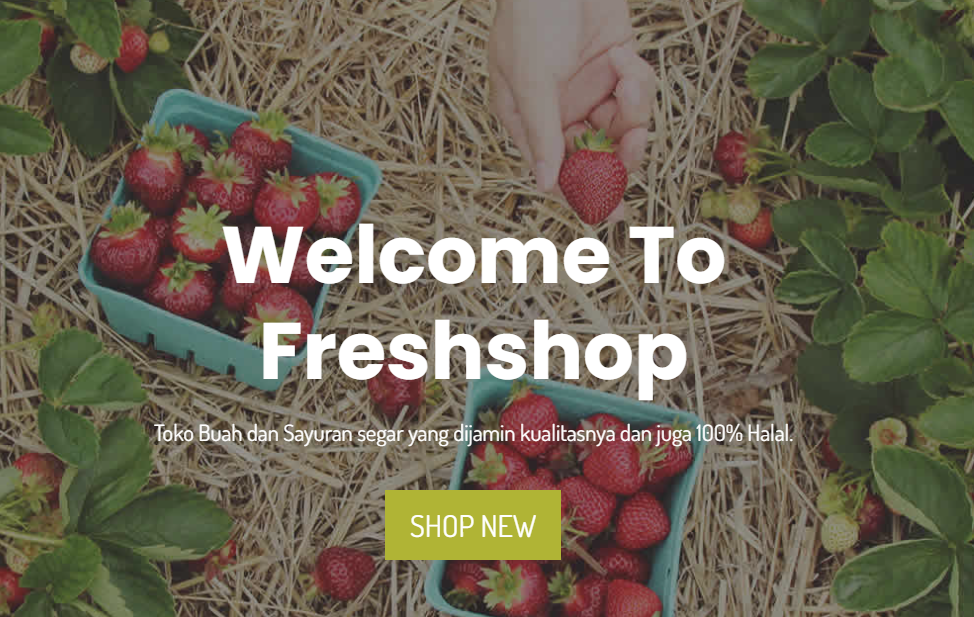 Welcome To
Freshshop
Toko Buah dan Sayuran segar yang dijamin kualitasnya dan juga 100% Halal.
SHOP NEW